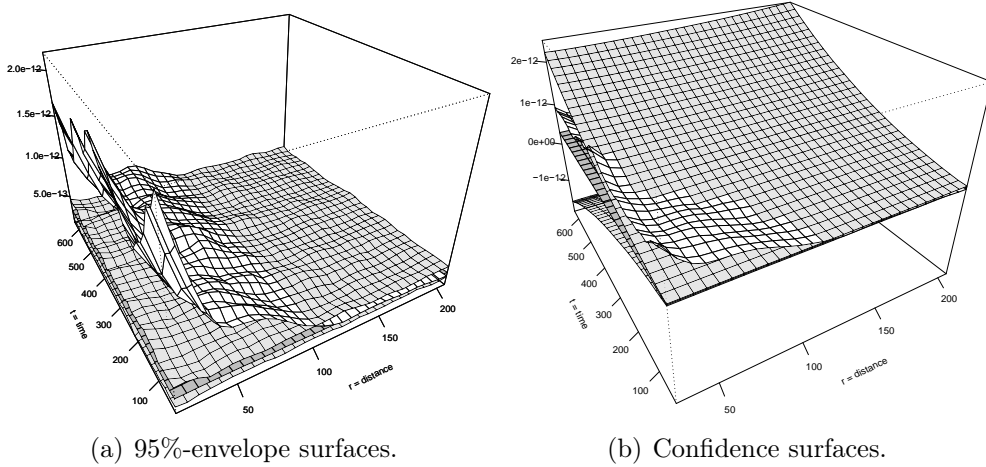 2.0e−12
1.5e−12
1.0e−12
5.0e−13
600
500
400
300
200
100
t = time
50
100
150
200
r = distance
(a) 95%-envelope surfaces.
2e−12
1e−12
0e+00
−1e−12
600
500
400
300
200
100
t = time
50
100
150
200
r = distance
(b) Confidence surfaces.